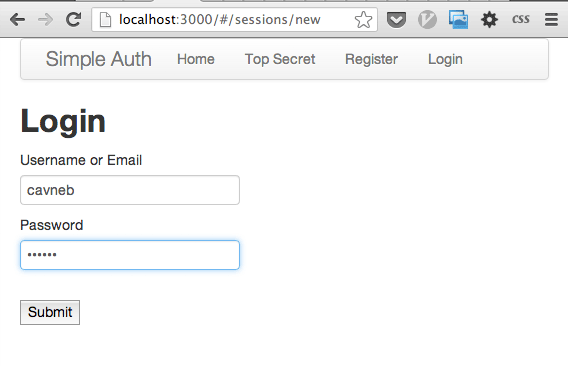 localhost:3000/#/sessions/new
css
Simple Auth Home Top Secret Register Login
Login
Username or Email
cavneb
Password
••••••
Submit